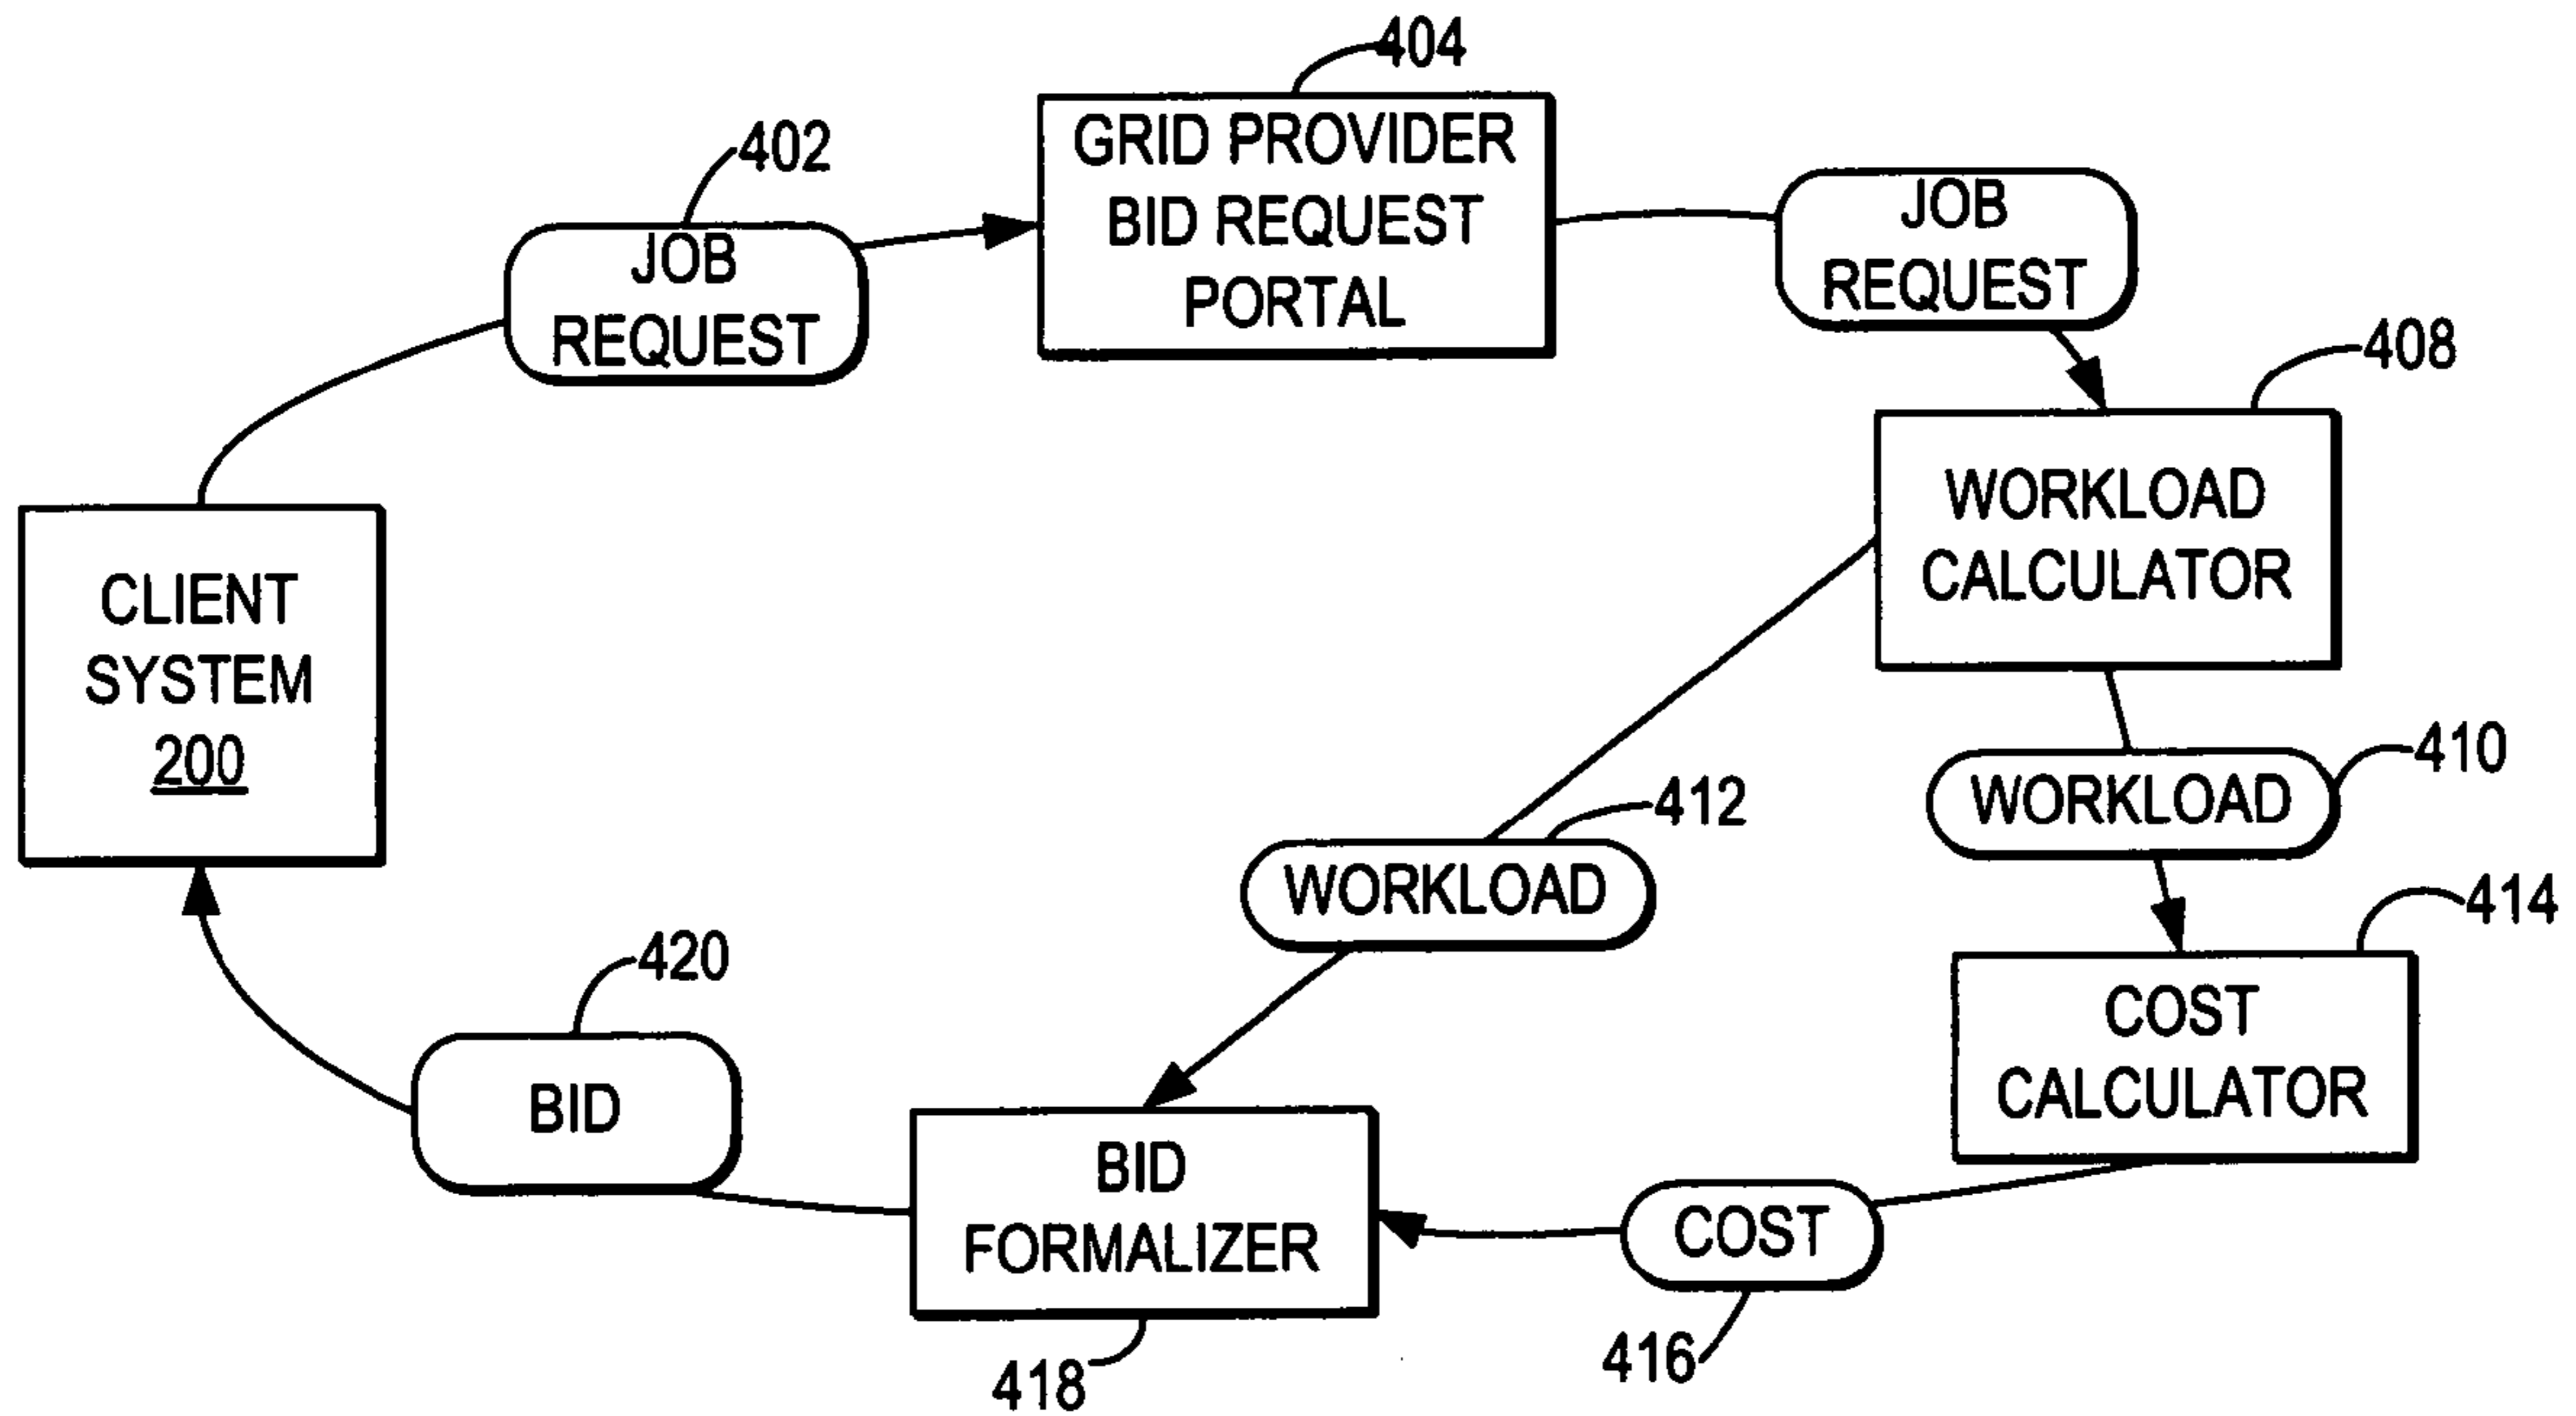 404
GRID PROVIDER
BID REQUEST
PORTAL
402
JOB
REQUEST
JOB
REQUEST
408
WORKLOAD
CALCULATOR
CLIENT
SYSTEM
200
410
WORKLOAD
412
WORKLOAD
414
COST
CALCULATOR
420
BID
BID
FORMALIZER
418
COST
416